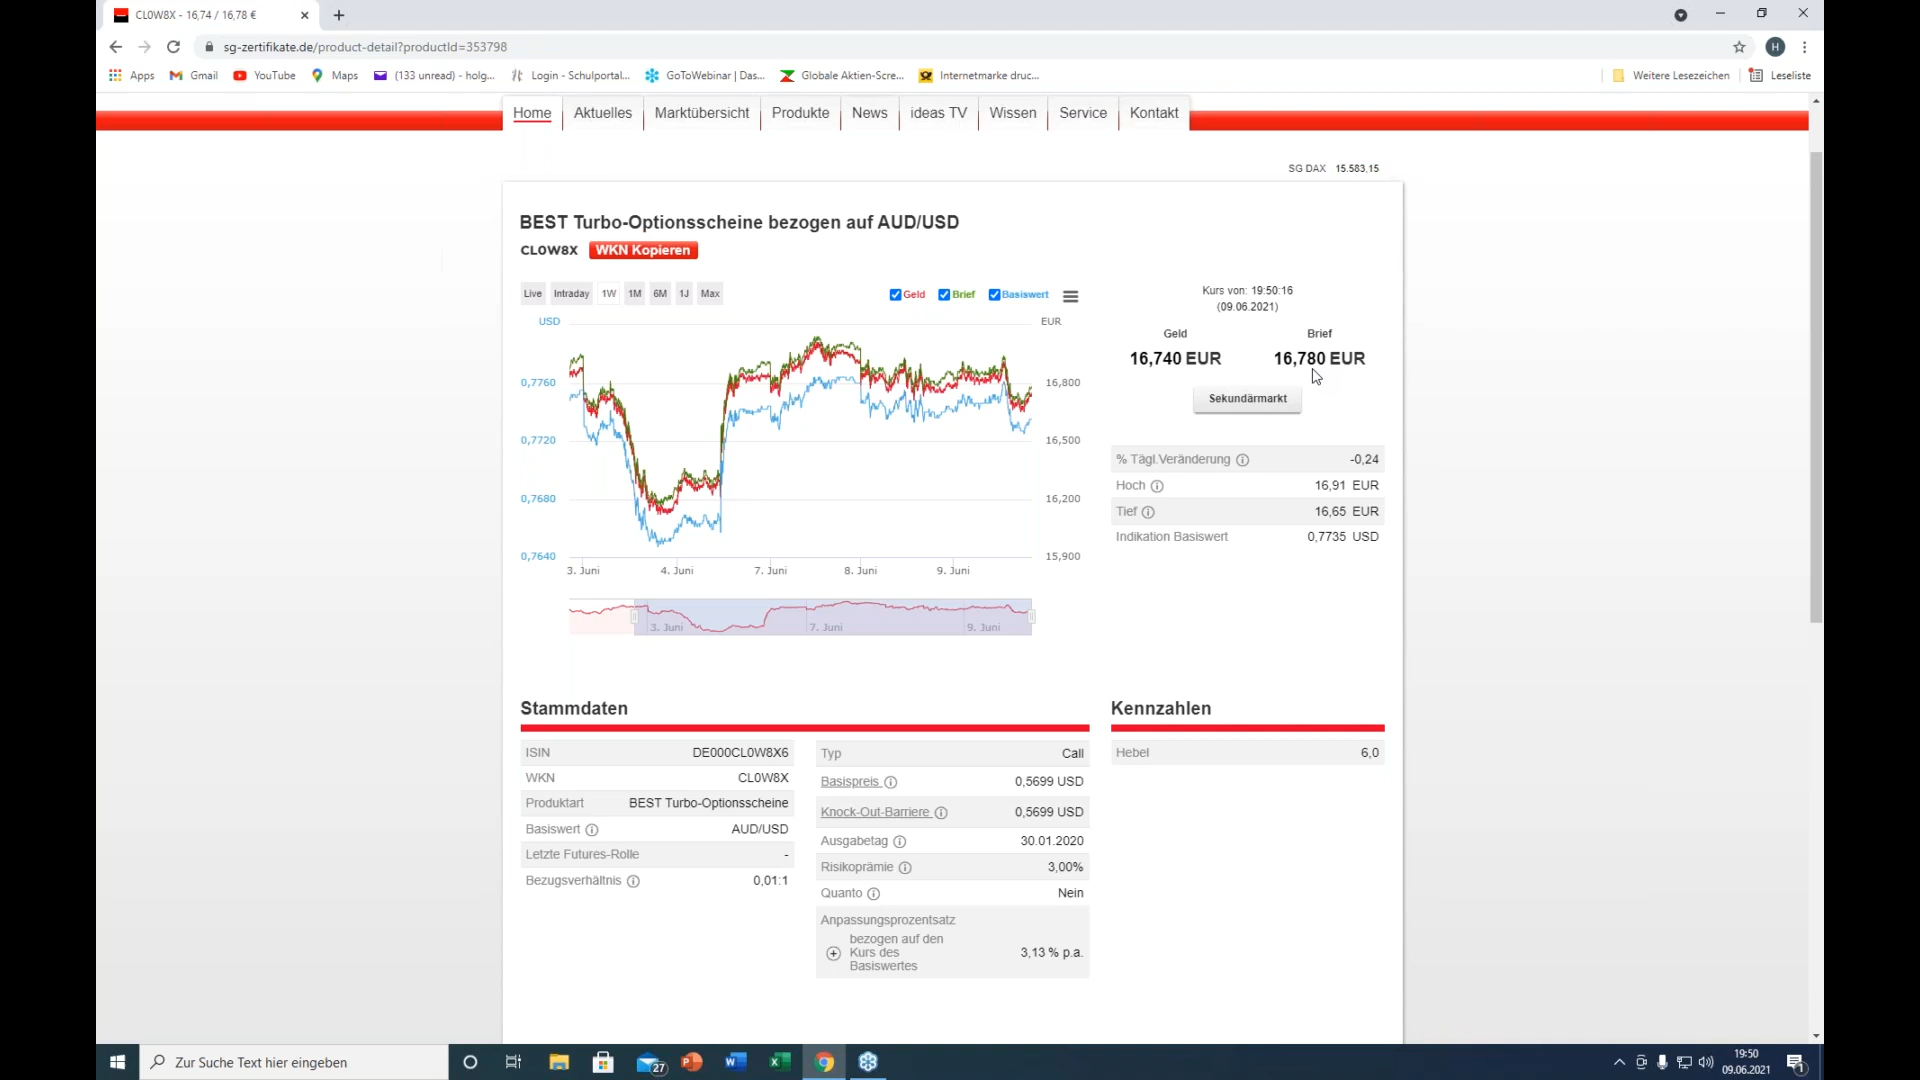 CL0W8X - 16,74 / 16,78 €
sg-zertifikate.de/product-detail?productId=353798
H
Apps Gmail YouTube Maps (133 unread) - holg... Login - Schulportal... GoToWebinar | Das... Globale Aktien-Scre... Internetmarke druc... Weitere Lesezeichen Leseliste
Home Aktuelles Marktübersicht Produkte News ideas TV Wissen Service Kontakt
SG DAX 15.583,15
BEST Turbo-Optionsscheine bezogen auf AUD/USD
CL0W8X WKN Kopieren
Live Intraday 1W 1M 6M 1J Max Geld Brief Basiswert
USD EUR
0,7760 16,800
0,7720 16,500
0,7680 16,200
0,7640 15,900
3. Juni 4. Juni 7. Juni 8. Juni 9. Juni
3. Juni 7. Juni 9. Juni
Kurs von: 19:50:16
(09.06.2021)
Geld Brief
16,740 EUR 16,780 EUR
Sekundärmarkt
% Tägl.Veränderung -0,24
Hoch 16,91 EUR
Tief 16,65 EUR
Indikation Basiswert 0,7735 USD
Stammdaten
ISIN DE000CL0W8X6
WKN CL0W8X
Produktart BEST Turbo-Optionsscheine
Basiswert AUD/USD
Letzte Futures-Rolle -
Bezugsverhältnis 0,01:1
Typ Call
Basispreis 0,5699 USD
Knock-Out-Barriere 0,5699 USD
Ausgabetag 30.01.2020
Risikoprämie 3,00%
Quanto Nein
Anpassungsprozentsatz
bezogen auf den
Kurs des 3,13 % p.a.
Basiswertes
Kennzahlen
Hebel 6,0
Zur Suche Text hier eingeben
27
19:50
09.06.2021
1